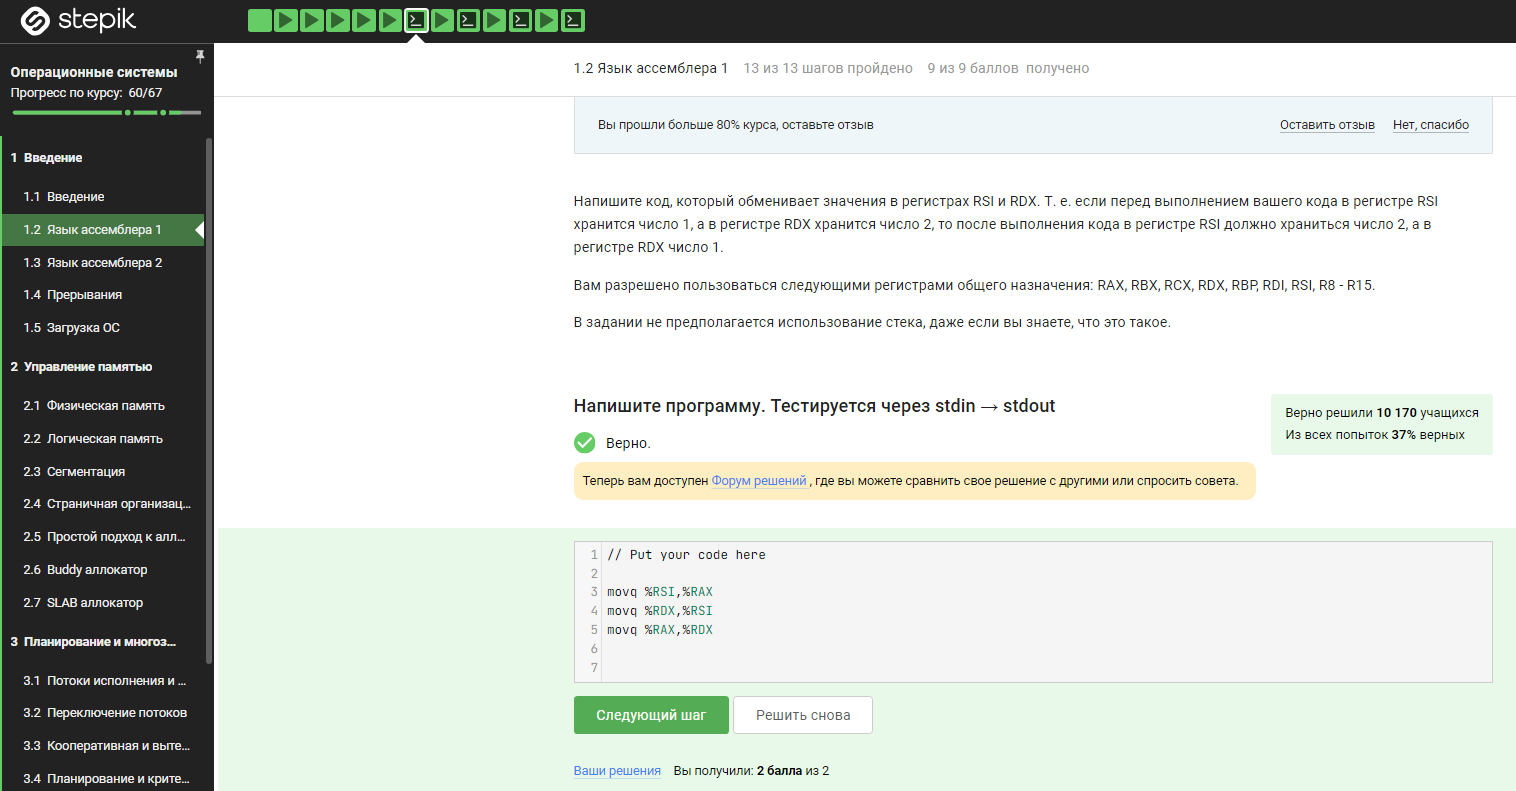 stepik
Операционные системы
Прогресс по курсу: 60/67
1 Введение
1.1 Введение
1.2 Язык ассемблера 1
1.3 Язык ассемблера 2
1.4 Прерывания
1.5 Загрузка ОС
2 Управление памятью
2.1 Физическая память
2.2 Логическая память
2.3 Сегментация
2.4 Страничная организац...
2.5 Простой подход к алл...
2.6 Buddy аллокатор
2.7 SLAB аллокатор
3 Планирование и многоз...
3.1 Потоки исполнения и ...
3.2 Переключение потоков
3.3 Кооперативная и выте...
3.4 Планирование и крите...
1.2 Язык ассемблера 1 13 из 13 шагов пройдено 9 из 9 баллов получено
Вы прошли больше 80% курса, оставьте отзыв Оставить отзыв Нет, спасибо
Напишите код, который обменивает значения в регистрах RSI и RDX. Т. е. если перед выполнением вашего кода в регистре RSI
хранится число 1, а в регистре RDX хранится число 2, то после выполнения кода в регистре RSI должно храниться число 2, а в
регистре RDX число 1.
Вам разрешено пользоваться следующими регистрами общего назначения: RAX, RBX, RCX, RDX, RBP, RDI, RSI, R8 - R15.
В задании не предполагается использование стека, даже если вы знаете, что это такое.
Напишите программу. Тестируется через stdin → stdout
Верно решили 10 170 учащихся
Из всех попыток 37% верных
Верно.
Теперь вам доступен Форум решений , где вы можете сравнить свое решение с другими или спросить совета.
1 // Put your code here
2
3 movq %RSI,%RAX
4 movq %RDX,%RSI
5 movq %RAX,%RDX
6
7
Следующий шаг Решить снова
Ваши решения Вы получили: 2 балла из 2